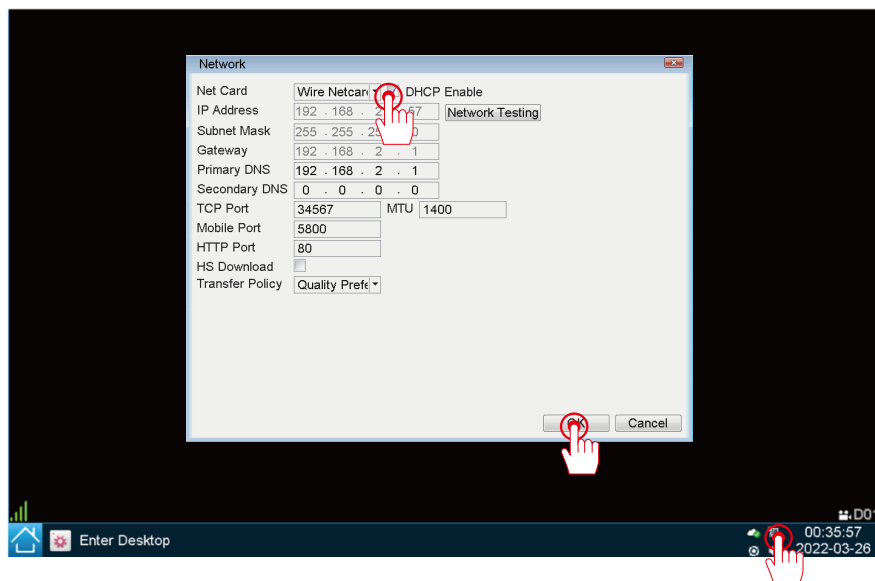 Network
Net Card Wire Netcar DHCP Enable
IP Address 192 . 168 . 2 57 Network Testing
Subnet Mask 255 . 255 . 25 0
Gateway 192 . 168 . 2 . 1
Primary DNS 192 . 168 . 2 . 1
Secondary DNS 0 . 0 . 0 . 0
TCP Port 34567 MTU 1400
Mobile Port 5800
HTTP Port 80
HS Download
Transfer Policy Quality Prefe
OK Cancel
D01
Enter Desktop 00:35:57
2022-03-26